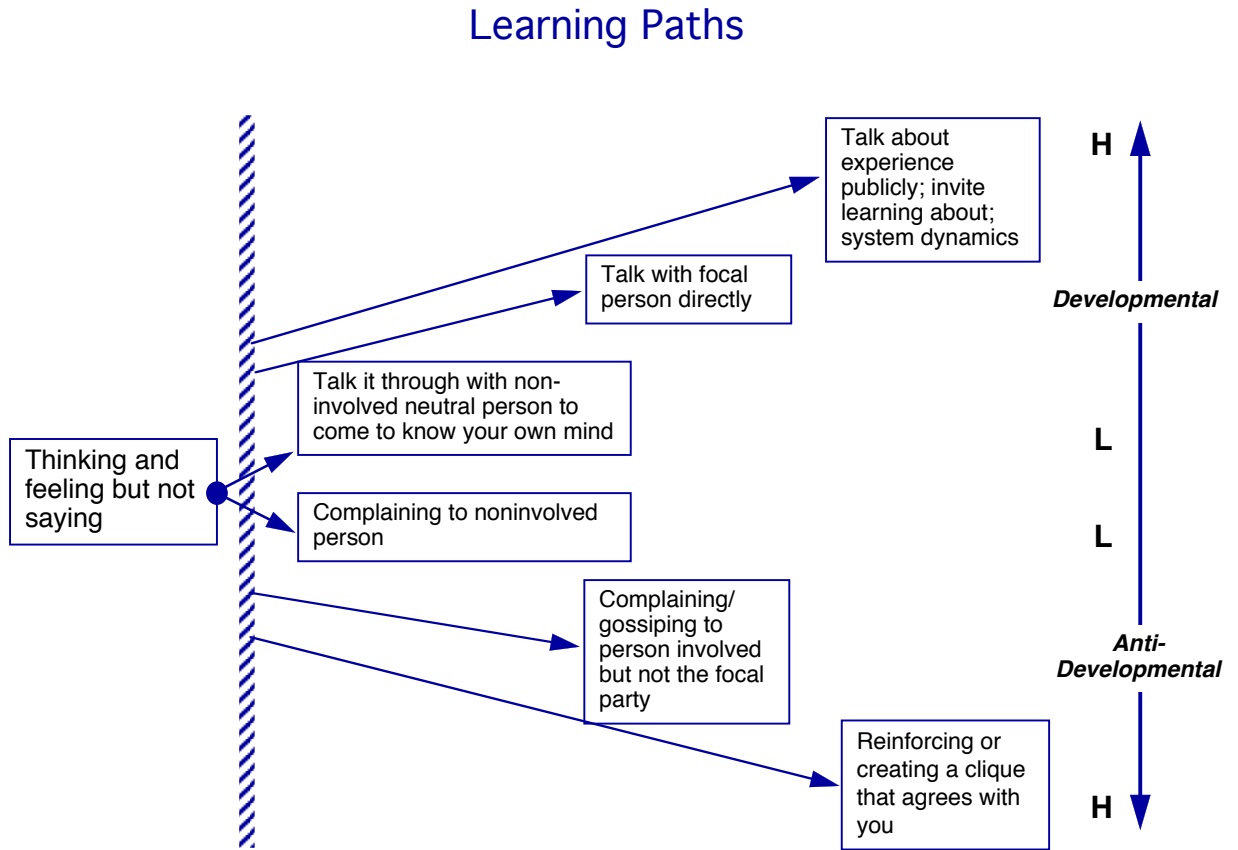 Learning Paths
Talk about
experience
publicly; invite
learning about;
system dynamics
H
Talk with focal
person directly
Developmental
Talk it through with non-
involved neutral person to
come to know your own mind
L
Thinking and
feeling but not
saying
Complaining to noninvolved
person
L
Complaining/
gossiping to
person involved
but not the focal
party
Anti-
Developmental
Reinforcing or
creating a clique
that agrees with
you
H